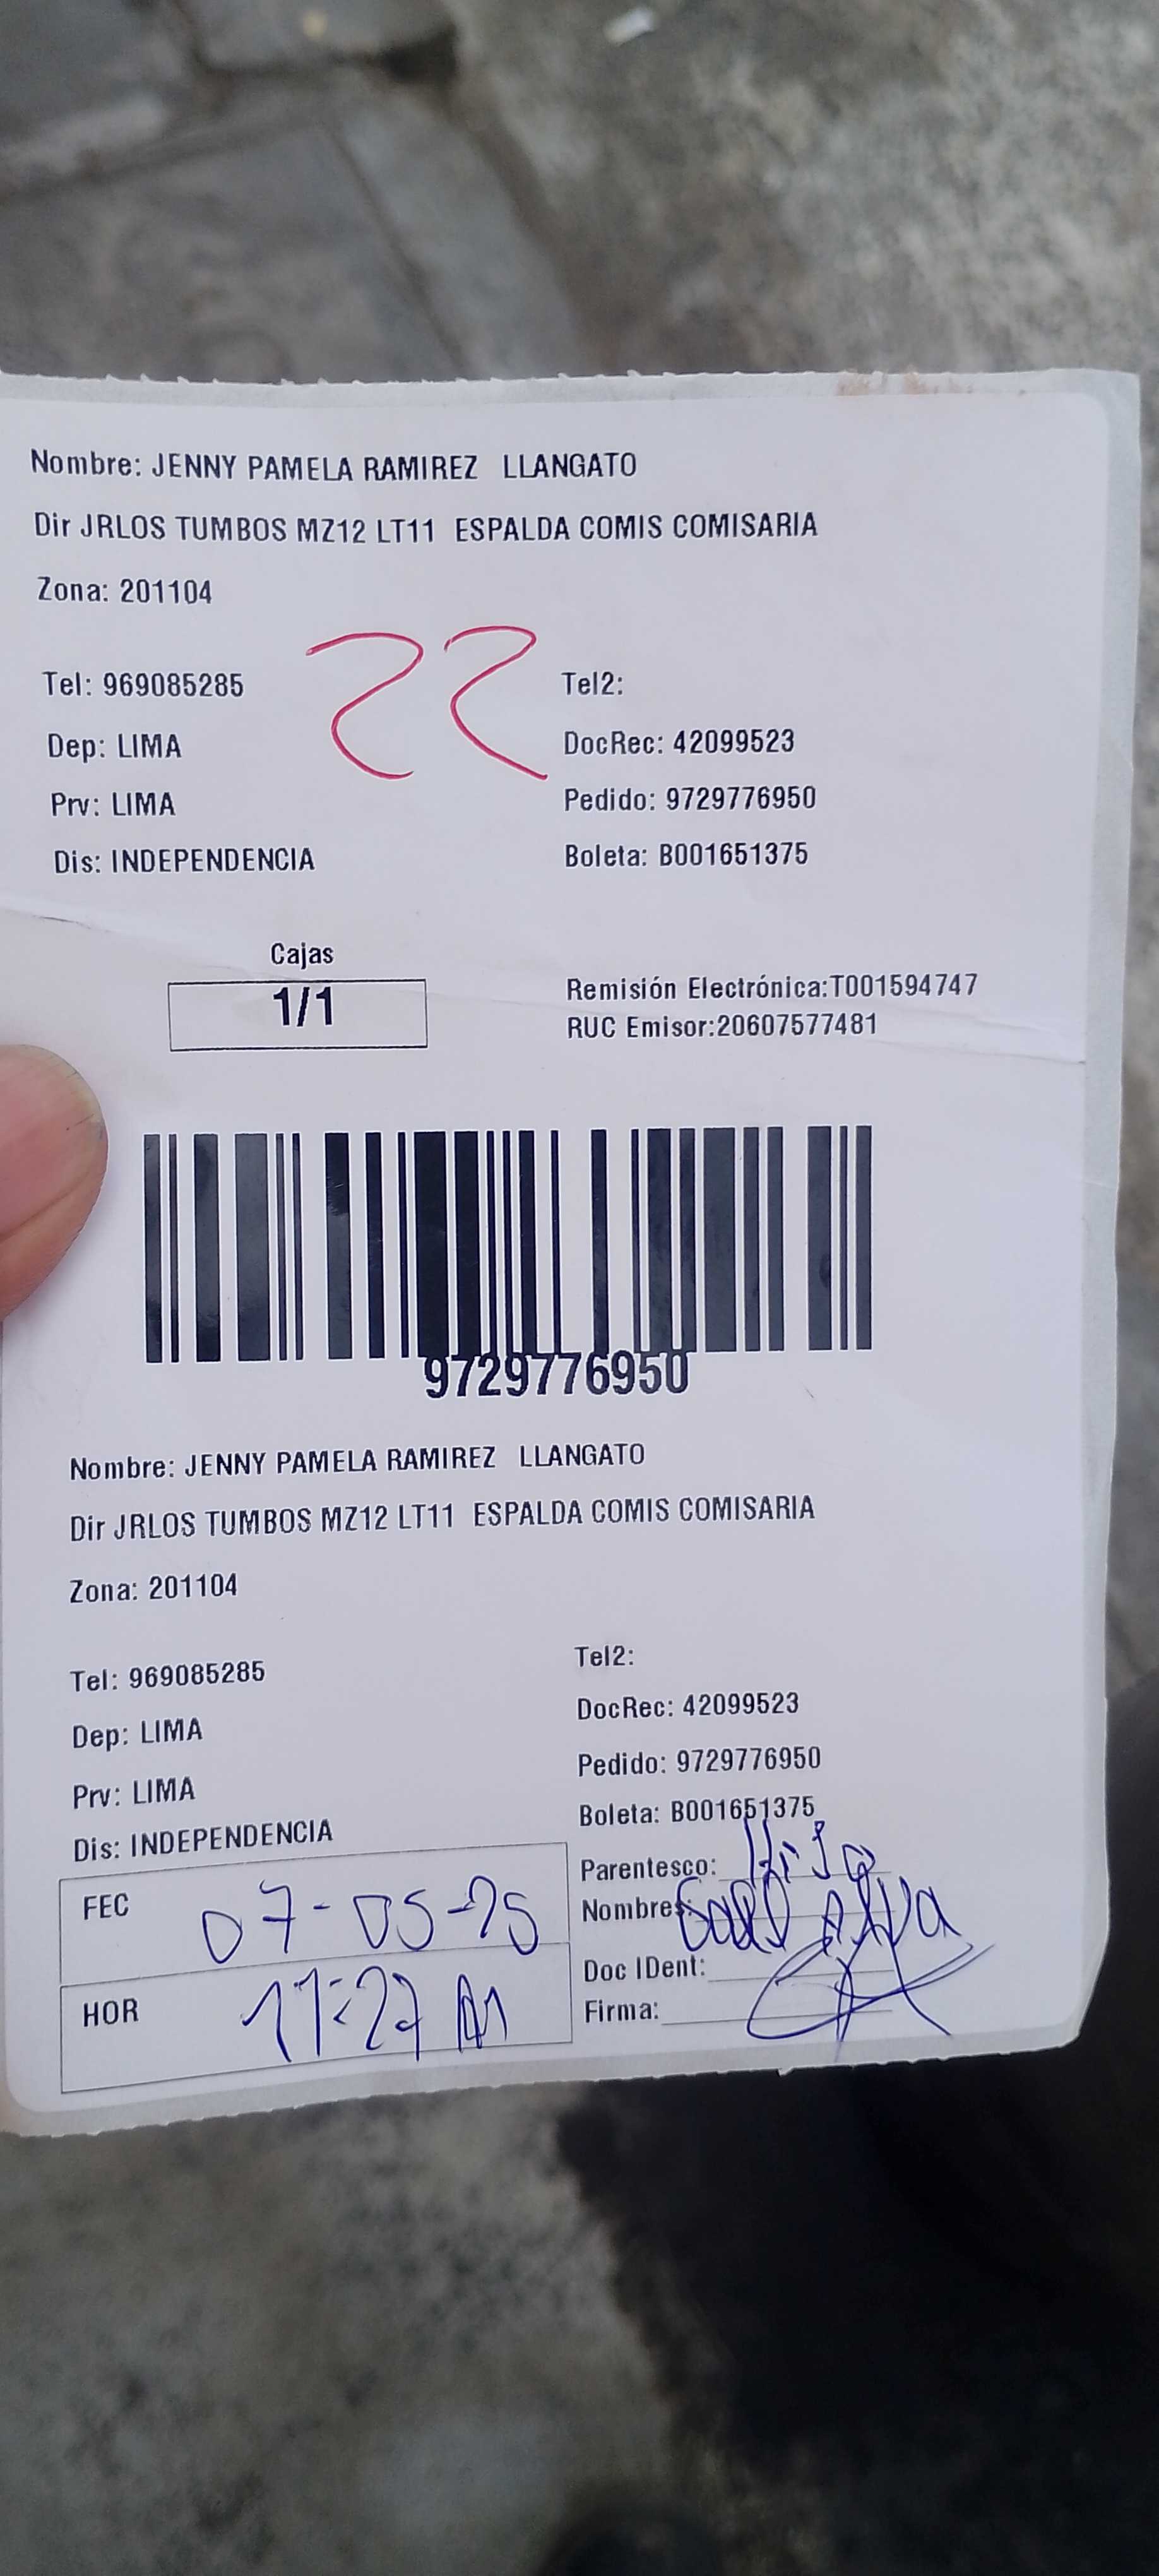 Nombre: JENNY PAMELA RAMIREZ LLANGATO
Dir JRLOS TUMBOS MZ12 LT11 ESPALDA COMIS COMISARIA
Zona: 201104
22
Tel: 969085285 Tel2:
Dep: LIMA DocRec: 42099523
Prv: LIMA Pedido: 9729776950
Dis: INDEPENDENCIA Boleta: B001651375
Cajas
1/1
Remisión Electrónica:T001594747
RUC Emisor:20607577481
9729776950
Nombre: JENNY PAMELA RAMIREZ LLANGATO
Dir JRLOS TUMBOS MZ12 LT11 ESPALDA COMIS COMISARIA
Zona: 201104
Tel: 969085285 Tel2:
Dep: LIMA DocRec: 42099523
Prv: LIMA Pedido: 9729776950
Dis: INDEPENDENCIA Boleta: B001651375
FEC 07-05-25
HOR 11:27 AM
Parentesco: Hijo
Nombres: Alva
Doc IDent:
Firma: